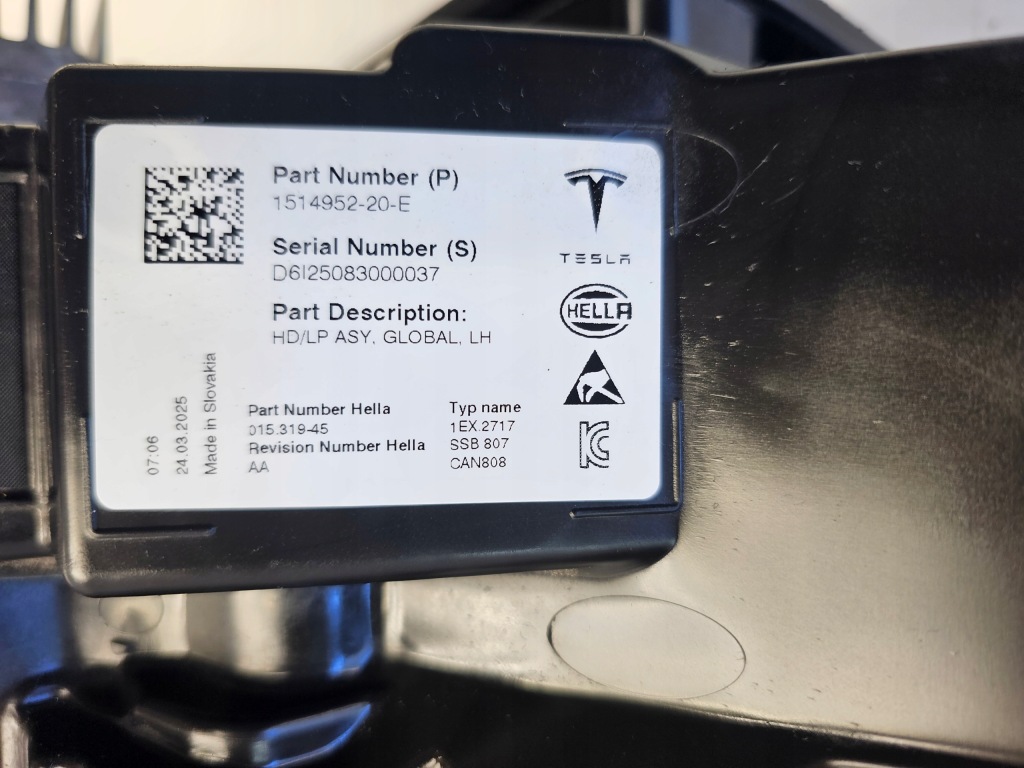 Part Number (P)
1514952-20-E
Serial Number (S)
D6I25083000037
Part Description:
HD/LP ASY, GLOBAL, LH
TESLA
HELLA
07:06
24.03.2025
Made in Slovakia
Part Number Hella
015.319-45
Revision Number Hella
AA
Typ name
1EX.2717
SSB 807
CAN808